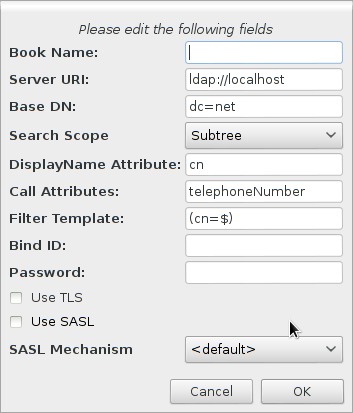 Please edit the following fields
Book Name:
Server URI: ldap://localhost
Base DN: dc=net
Search Scope Subtree
DisplayName Attribute: cn
Call Attributes: telephoneNumber
Filter Template: (cn=$)
Bind ID:
Password:
Use TLS
Use SASL
SASL Mechanism <default>
Cancel OK